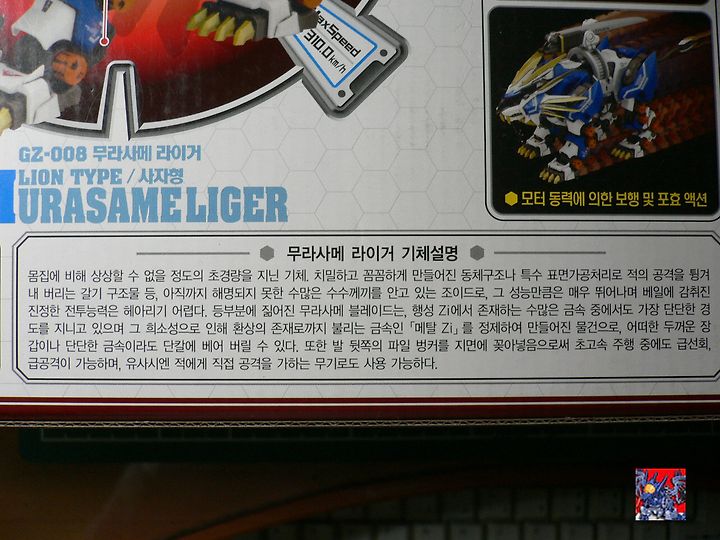 MaxSpeed
310.0km/h
GZ-008 무라사메 라이거
LION TYPE / 사자형
URASAME LIGER
모터 동력에 의한 보행 및 포효 액션
무라사메 라이거 기체설명
몸집에 비해 상상할 수 없을 정도의 초경량을 지닌 기체. 치밀하고 꼼꼼하게 만들어진 동체구조나 특수 표면가공처리로 적의 공격을 튕겨
내 버리는 갈기 구조물 등, 아직까지 해명되지 못한 수많은 수수께끼를 안고 있는 조이드로, 그 성능만큼은 매우 뛰어나며 베일에 감춰진
진정한 전투능력은 헤아리기 어렵다. 등부분에 짊어진 무라사메 블레이드는, 행성 Zi에서 존재하는 수많은 금속 중에서도 가장 단단한 경
도를 지니고 있으며 그 희소성으로 인해 환상의 존재로까지 불리는 금속인 「메탈 Zi」를 정제하여 만들어진 물건으로, 어떠한 두꺼운 장
갑이나 단단한 금속이라도 단칼에 베어 버릴 수 있다. 또한 발 뒷쪽의 파일 벙커를 지면에 꽂아넣음으로써 초고속 주행 중에도 급선회,
급공격이 가능하며, 유사시엔 적에게 직접 공격을 가하는 무기로도 사용 가능하다.